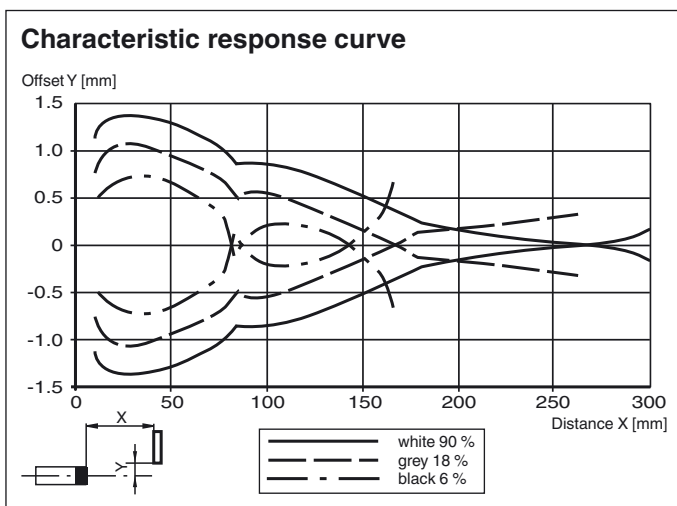 Characteristic response curve
Offset Y [mm]
1.5
1.0
0.5
0
-0.5
-1.0
-1.5
0 50 100 150 200 250 300
Distance X [mm]
X
Y
white 90 %
grey 18 %
black 6 %